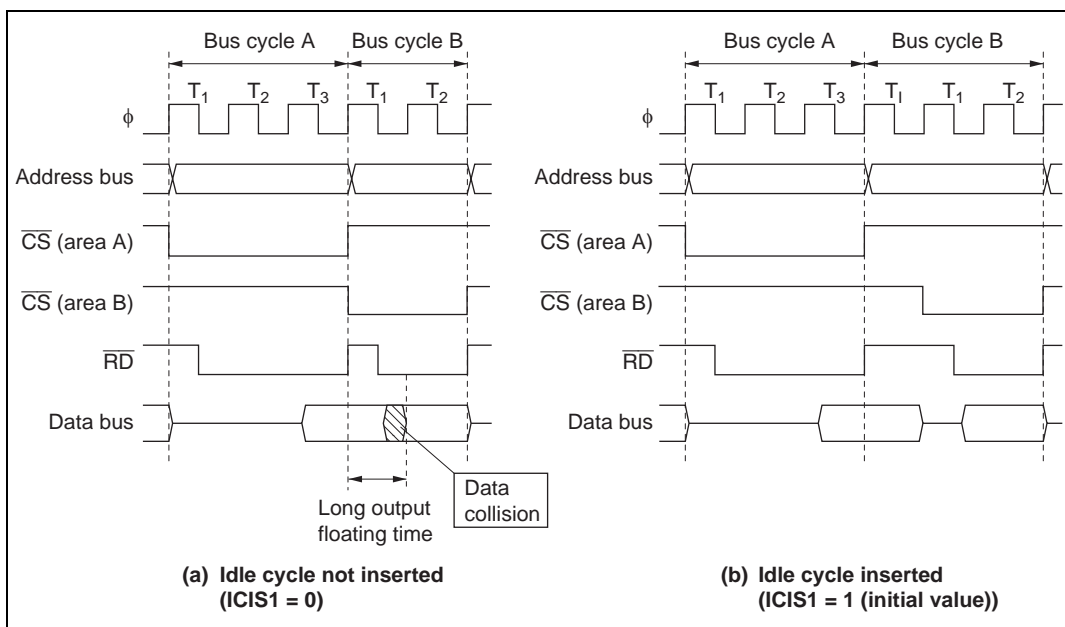 Bus cycle A Bus cycle B
T1 T2 T3 T1 T2
ϕ
Address bus
CS (area A)
CS (area B)
RD
Data bus
Long output
floating time
Data
collision
(a) Idle cycle not inserted
(ICIS1 = 0)
Bus cycle A Bus cycle B
T1 T2 T3 TI T1 T2
ϕ
Address bus
CS (area A)
CS (area B)
RD
Data bus
(b) Idle cycle inserted
(ICIS1 = 1 (initial value))